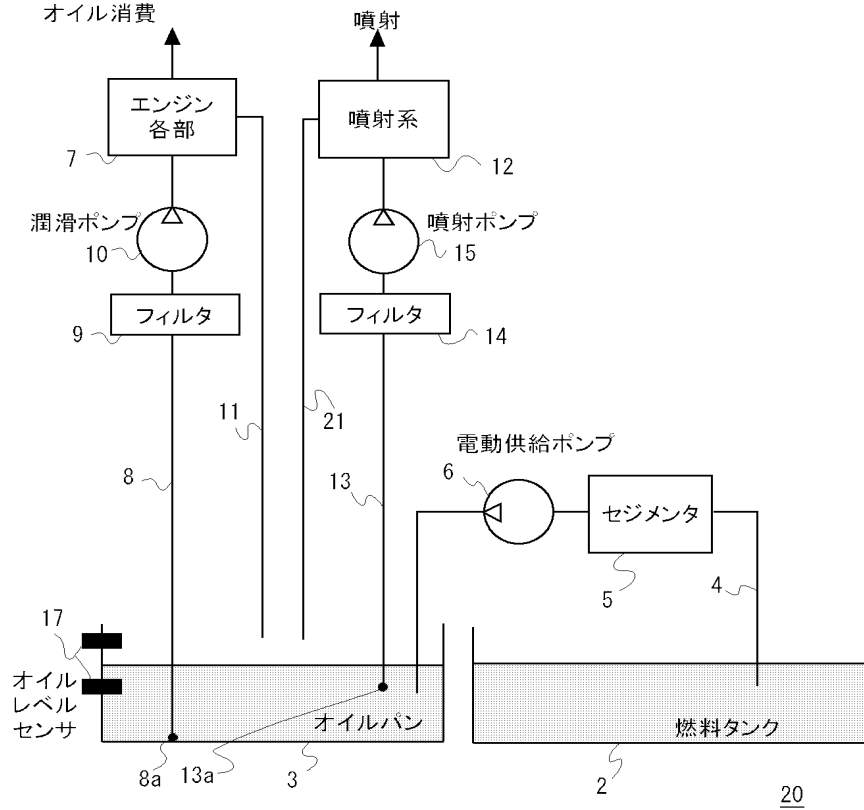 オイル消費
噴射
エンジン
各部
噴射系
7
12
潤滑ポンプ
10
噴射ポンプ
15
フィルタ
フィルタ
9
14
11
21
電動供給ポンプ
6
8
13
セジメンタ
5
4
17
オイル
レベル
センサ
オイルパン
燃料タンク
8a
13a
3
2
20